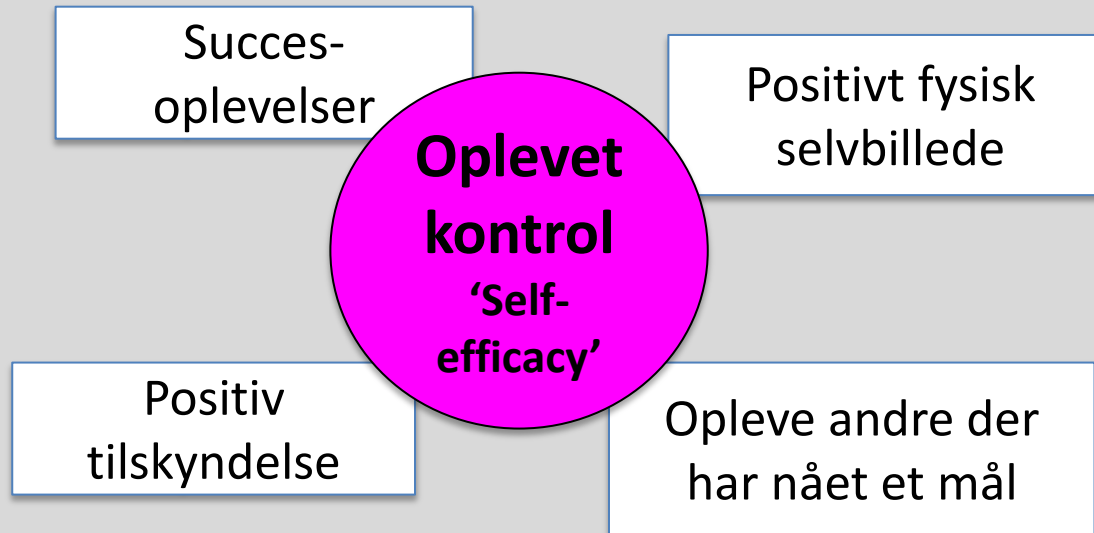 Succes-
oplevelser
Positivt fysisk
selvbillede
Oplevet
kontrol
‘Self-
efficacy’
Positiv
tilskyndelse
Opleve andre der
har nået et mål